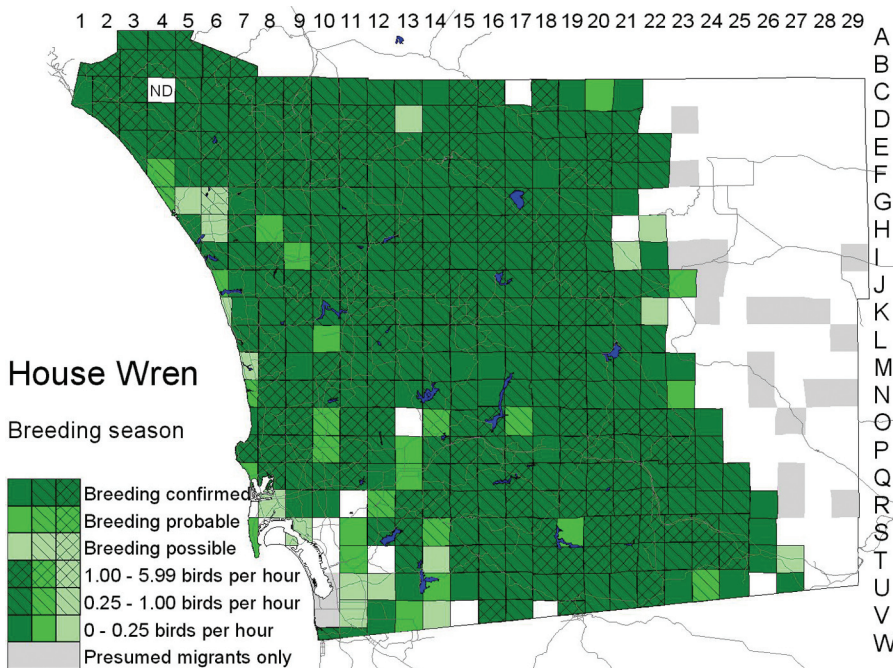 1 2 3 4 5 6 7 8 9 10 11 12 13 14 15 16 17 18 19 20 21 22 23 24 25 26 27 28 29
A
B
C
D
E
F
G
H
I
J
K
L
M
N
O
P
Q
R
S
T
U
V
W
ND
House Wren
Breeding season
Breeding confirmed
Breeding probable
Breeding possible
1.00 - 5.99 birds per hour
0.25 - 1.00 birds per hour
0 - 0.25 birds per hour
Presumed migrants only